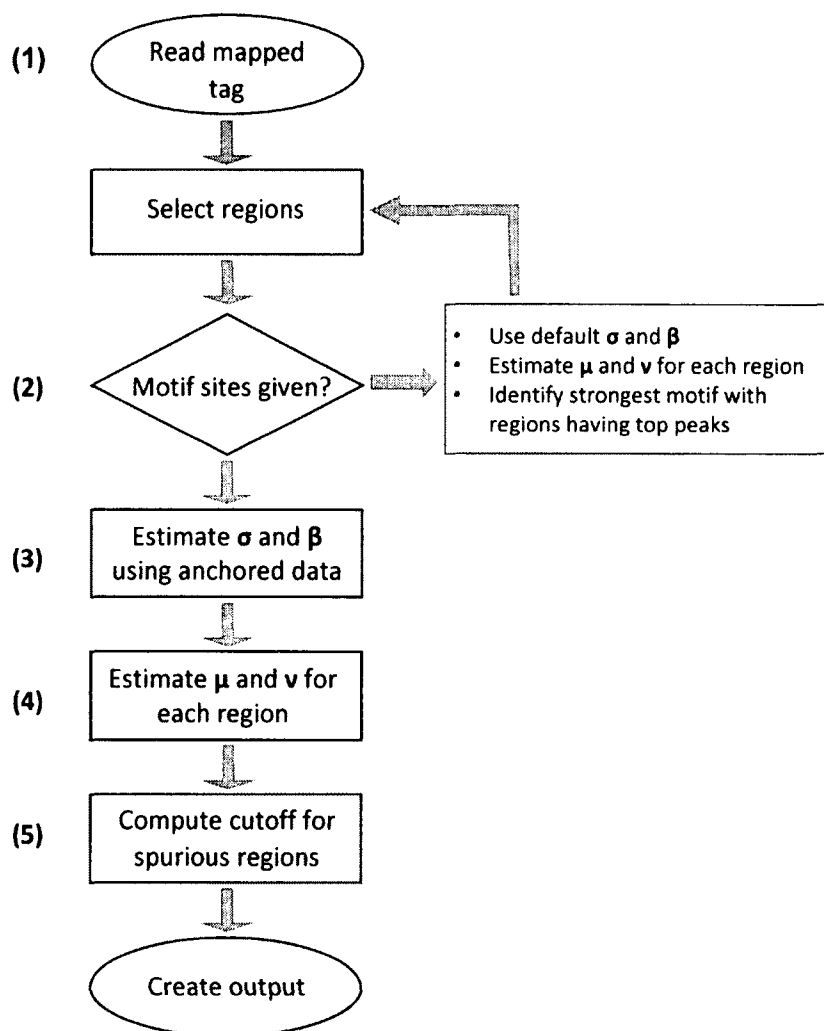 (1)
Read mapped
tag
Select regions
(2)
Motif sites given?
• Use default σ and β
• Estimate μ and ν for each region
• Identify strongest motif with
regions having top peaks
(3)
Estimate σ and β
using anchored data
(4)
Estimate μ and ν for
each region
(5)
Compute cutoff for
spurious regions
Create output